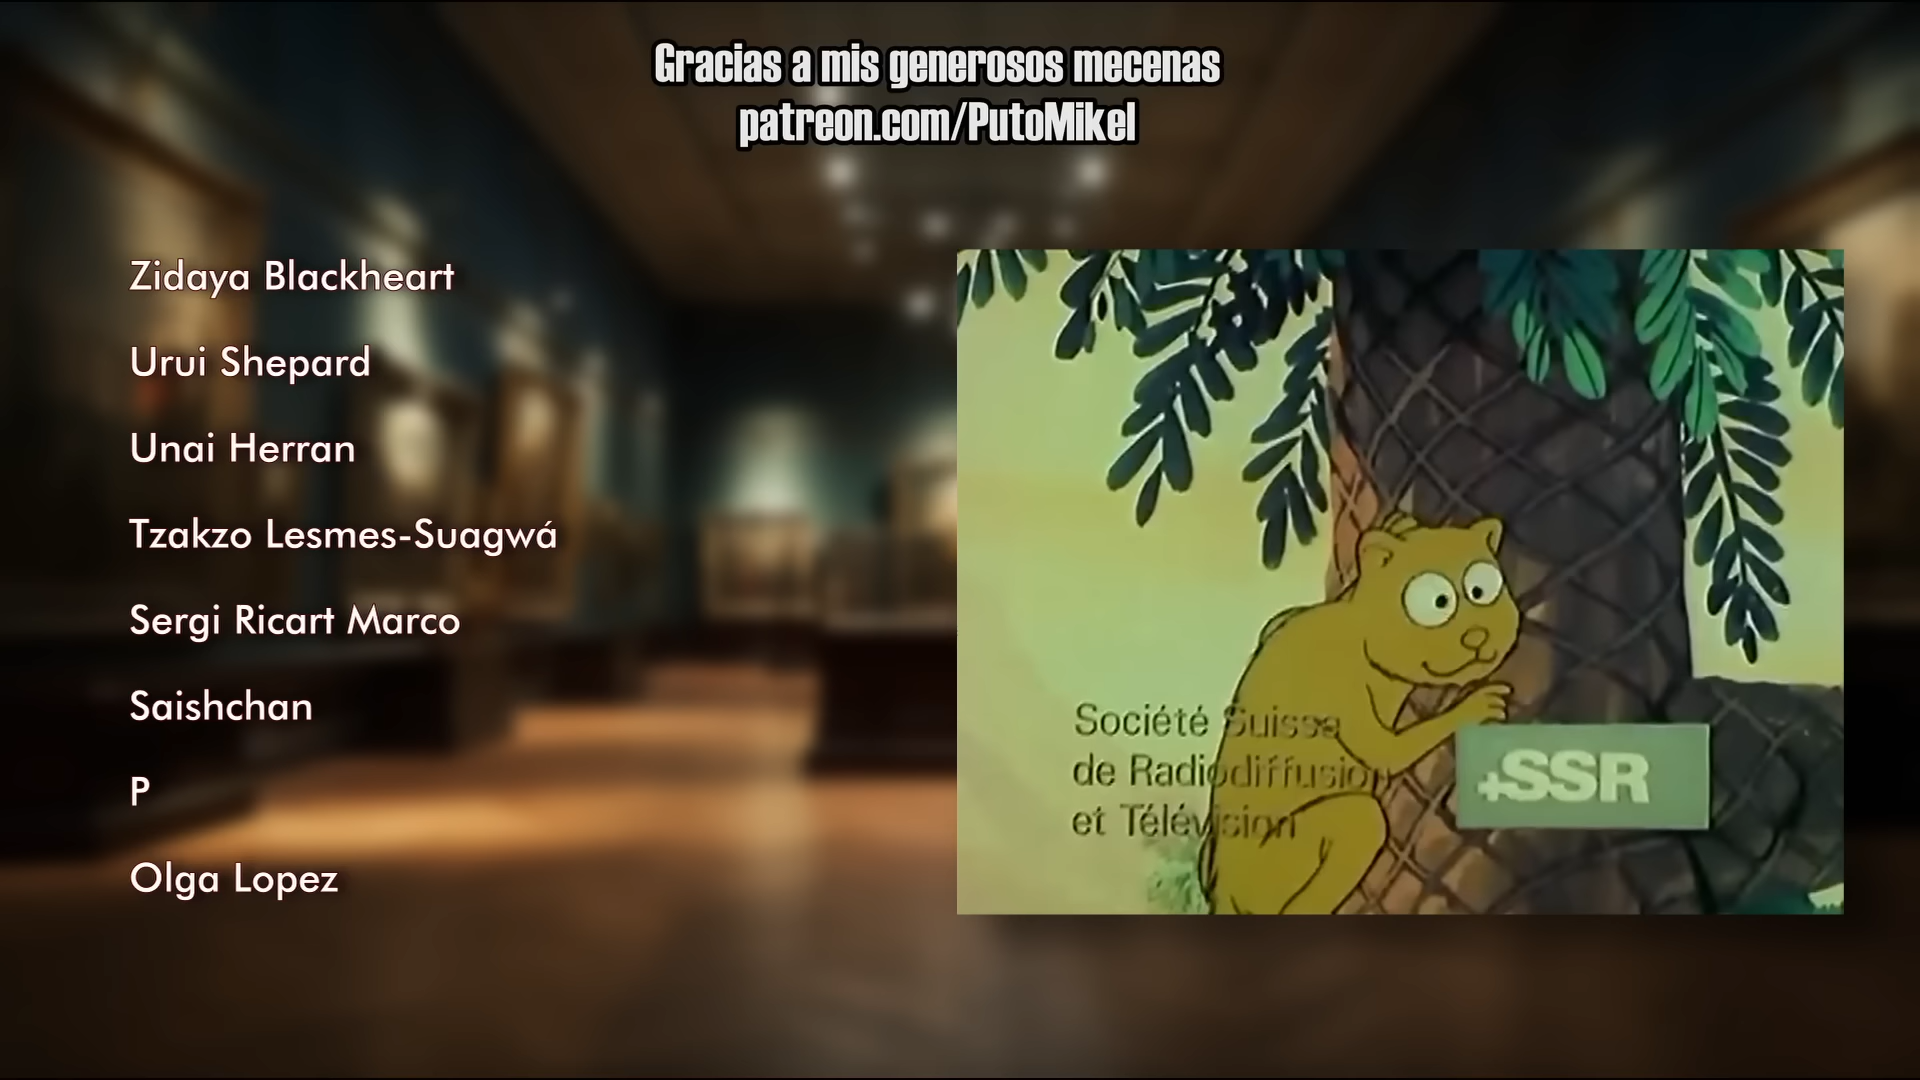 Gracias a mis generosos mecenas
patreon.com/PutoMikel
Zidaya Blackheart
Urui Shepard
Unai Herran
Tzakzo Lesmes-Suagwá
Sergi Ricart Marco
Saishchan
P
Olga Lopez
Société Suisse
de Radiodiffusion
et Télévision
+SSR